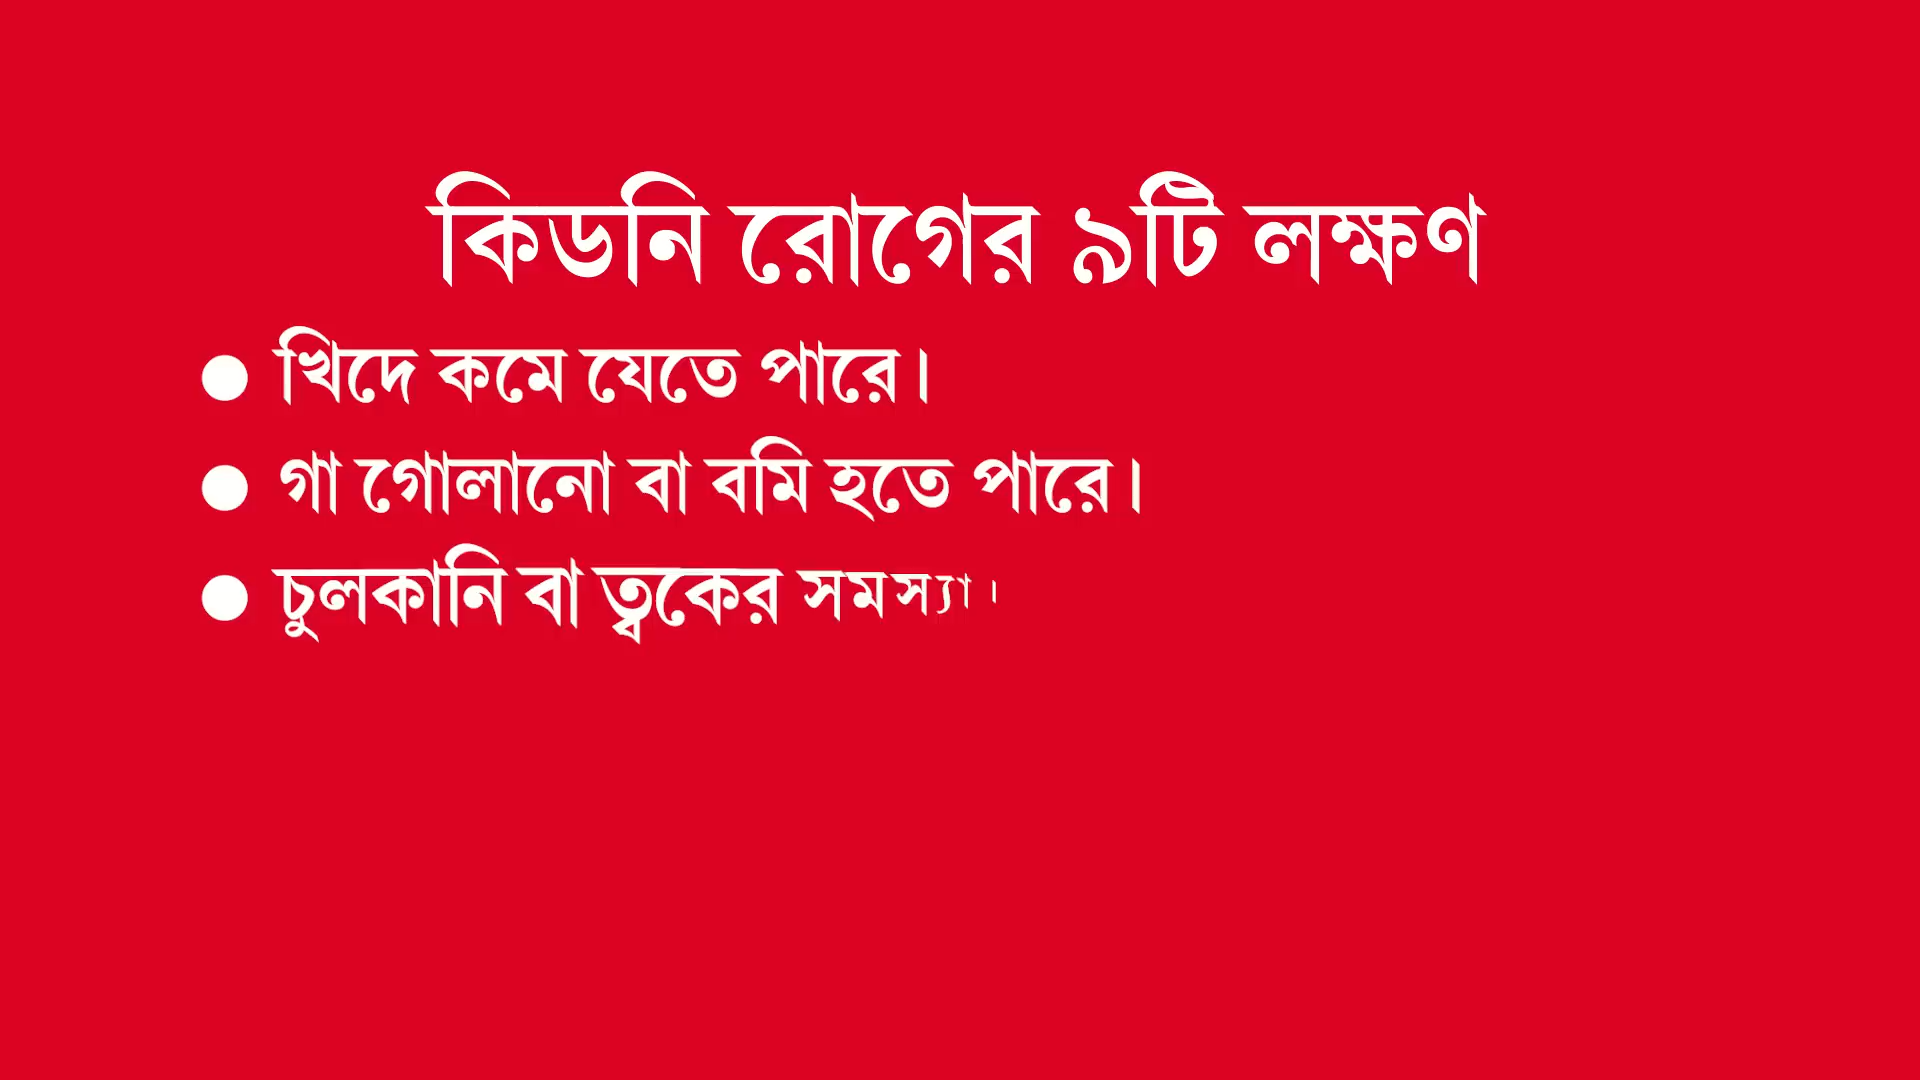 কিডনি রোগের ৯টি লক্ষণ
● খিদে কমে যেতে পারে।
● গা গোলানো বা বমি হতে পারে।
● চুলকানি বা ত্বকের সমস্যা।